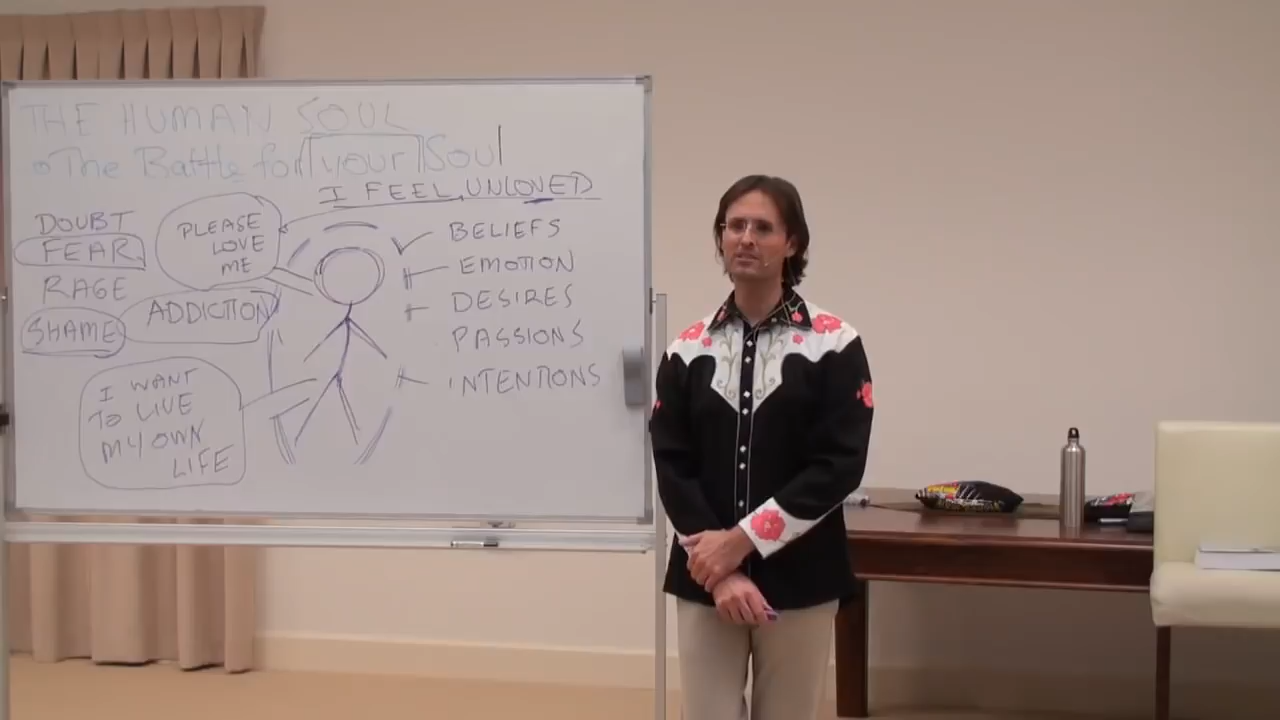 THE HUMAN SOUL
The Battle for your Soul
I FEEL UNLOVED
DOUBT
FEAR
RAGE
SHAME
PLEASE
LOVE
ME
ADDICTION
I WANT
TO LIVE
MY OWN
LIFE
BELIEFS
EMOTION
DESIRES
PASSIONS
INTENTIONS